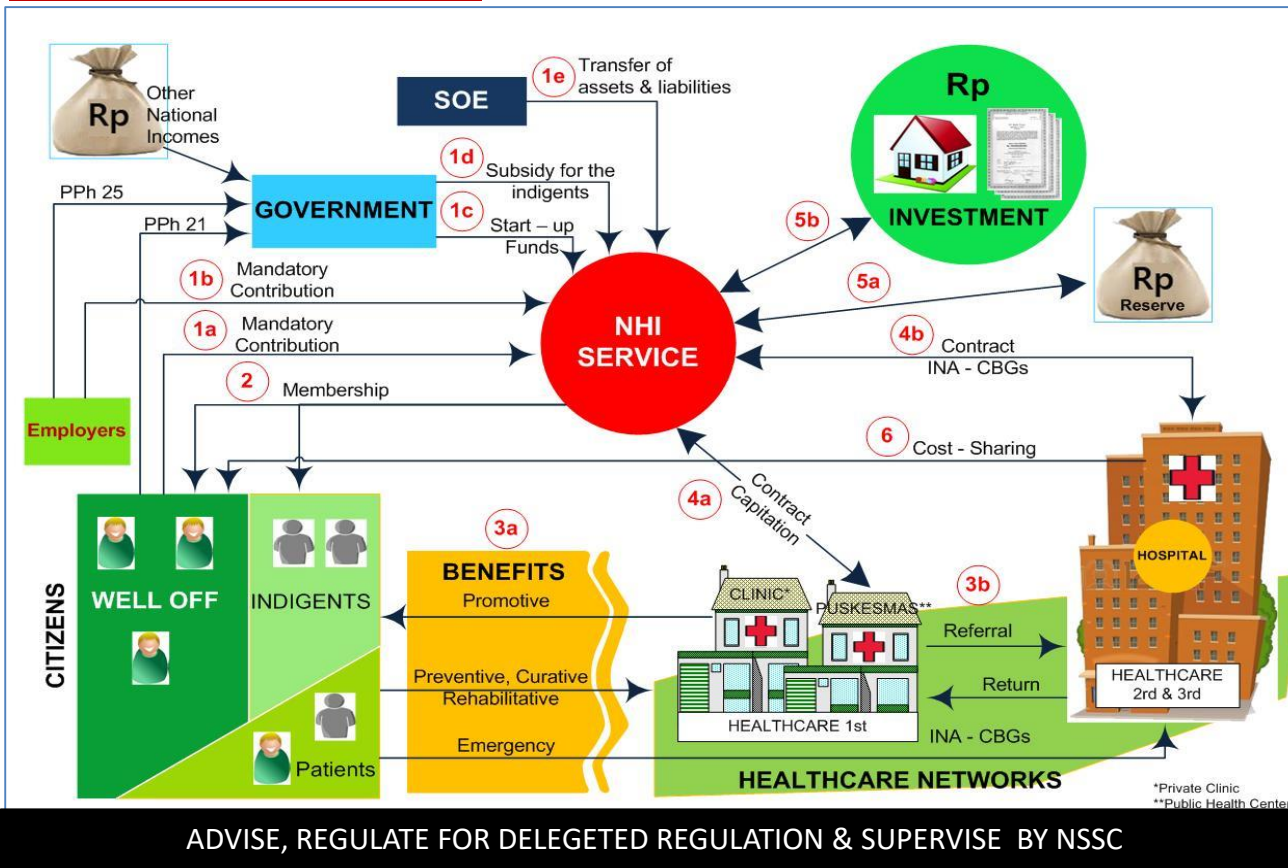 Rp
Other
National
Incomes
SOE
1e
Transfer of
assets & liabilities
Rp
INVESTMENT
PPh 25
PPh 21
GOVERNMENT
1d
Subsidy for the
indigents
1c
Start – up
Funds
5b
5a
Rp
Reserve
1b
Mandatory
Contribution
1a
Mandatory
Contribution
NHI
SERVICE
4b
Contract
INA - CBGs
2
Membership
Employers
6
Cost - Sharing
4a
Contract
Capitation
CITIZENS
WELL OFF
INDIGENTS
Patients
3a
BENEFITS
Promotive
Preventive, Curative
Rehabilitative
Emergency
CLINIC*
PUSKESMAS**
HEALTHCARE 1st
3b
Referral
Return
INA - CBGs
HOSPITAL
HEALTHCARE
2rd & 3rd
HEALTHCARE NETWORKS
*Private Clinic
**Public Health Center
ADVISE, REGULATE FOR DELEGETED REGULATION & SUPERVISE BY NSSC